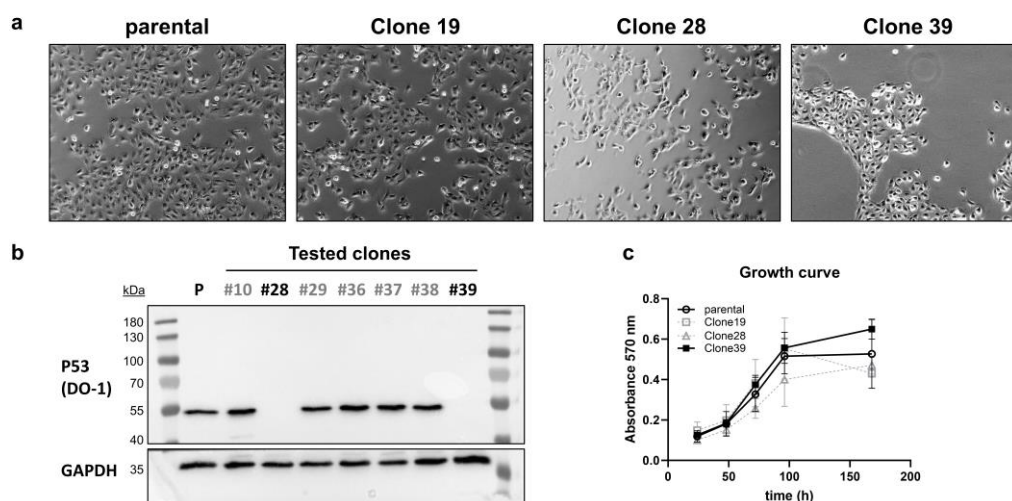 a
parental Clone 19 Clone 28 Clone 39
b
Tested clones
kDa P #10 #28 #29 #36 #37 #38 #39
180
130
100
70
55
40
P53
(DO-1)
GAPDH
35
c
Growth curve
parental
Clone19
Clone28
Clone39
Absorbance 570 nm
0.8
0.6
0.4
0.2
0.0
0 50 100 150 200
time (h)